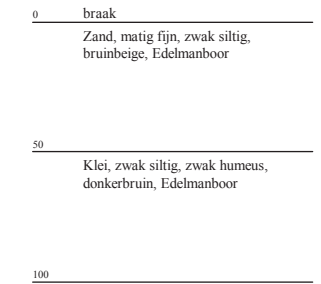 0 braak
Zand, matig fijn, zwak siltig,
bruinbeige, Edelmanboor
50
Klei, zwak siltig, zwak humeus,
donkerbruin, Edelmanboor
100